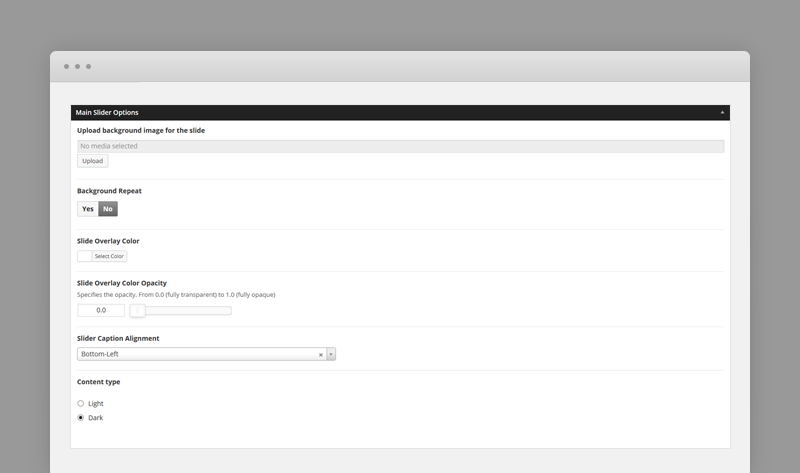 Main Slider Options
Upload background image for the slide
No media selected
Upload
Background Repeat
Yes No
Slide Overlay Color
Select Color
Slide Overlay Color Opacity
Specifies the opacity. From 0.0 (fully transparent) to 1.0 (fully opaque)
0.0
Slider Caption Alignment
Bottom-Left
Content type
Light
Dark